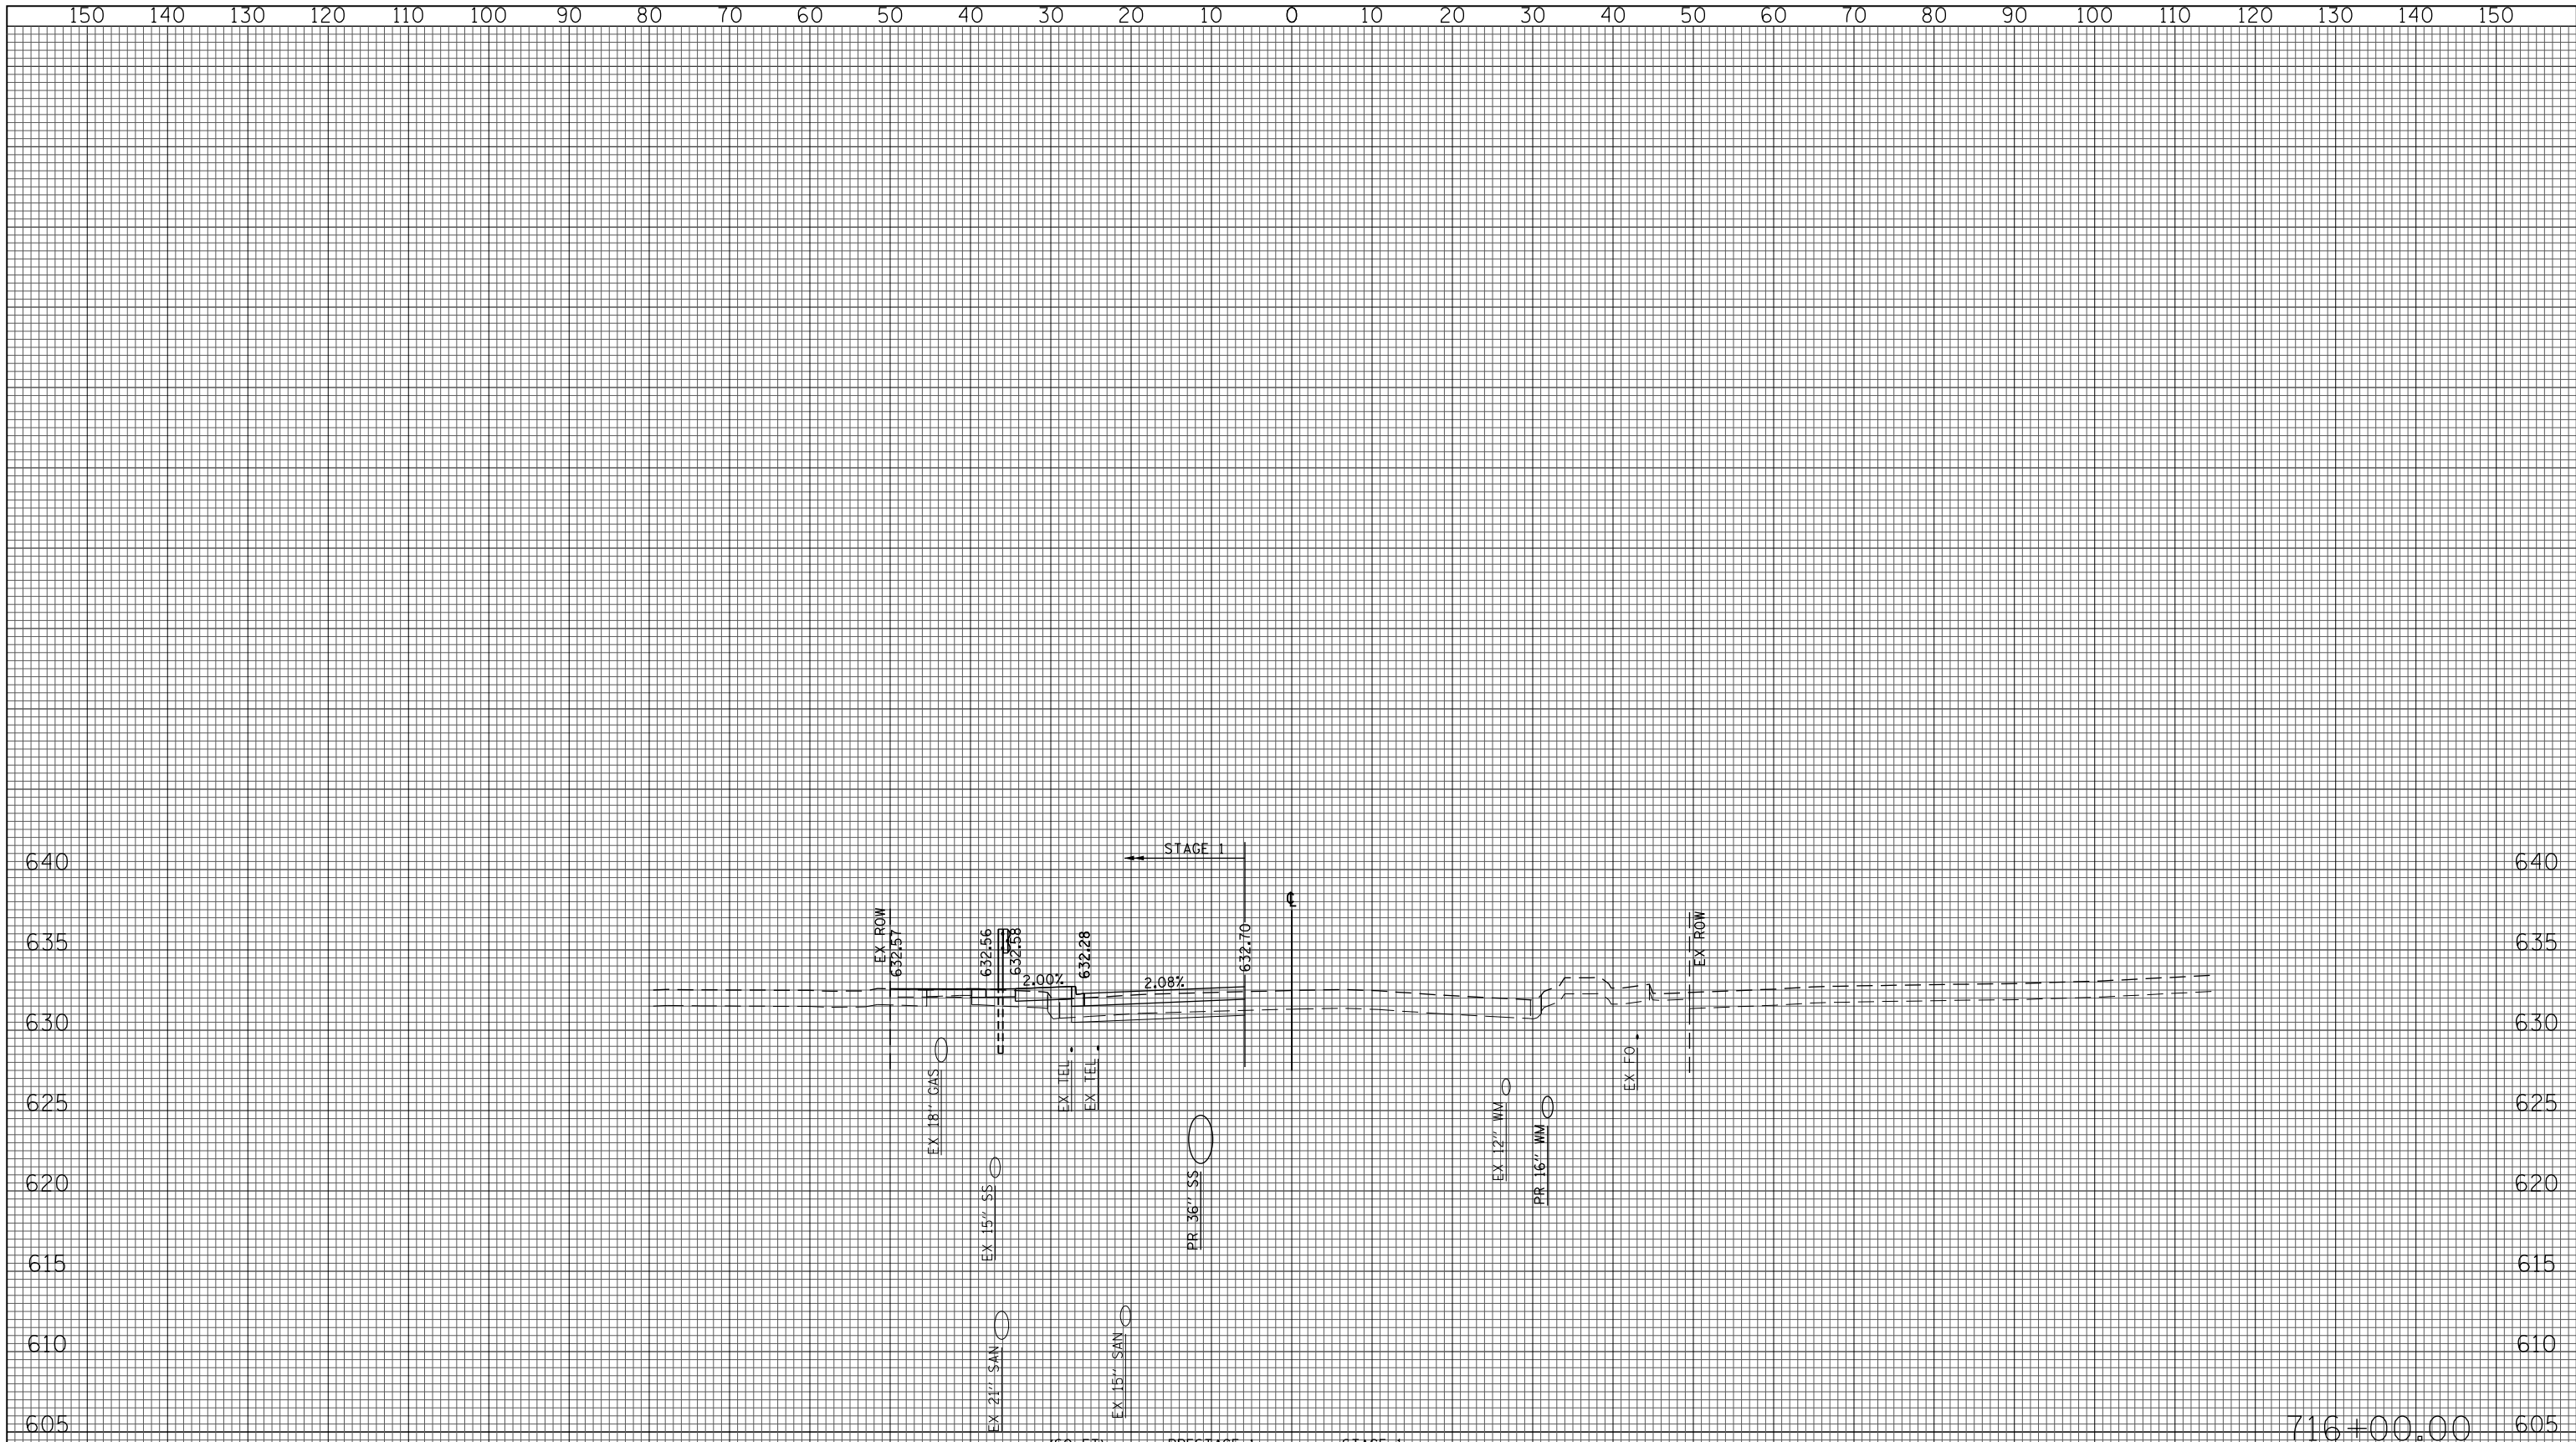 150 140 130 120 110 100 90 80 70 60 50 40 30 20 10 0 10 20 30 40 50 60 70 80 90 100 110 120 130 140 150
STAGE 1
640 640
EX ROW
632.57
632.56
632.58
632.28
632.70
EX ROW
635 635
2.00%
2.08%
630 630
EX 18" GAS
EX TEL
EX TEL
EX FO
625 625
EX 12" WM
PR 16" WM
EX 15" SS
PR 36" SS
620 620
615 615
EX 21" SAN
EX 15" SAN
610 610
605 605
716+00.00